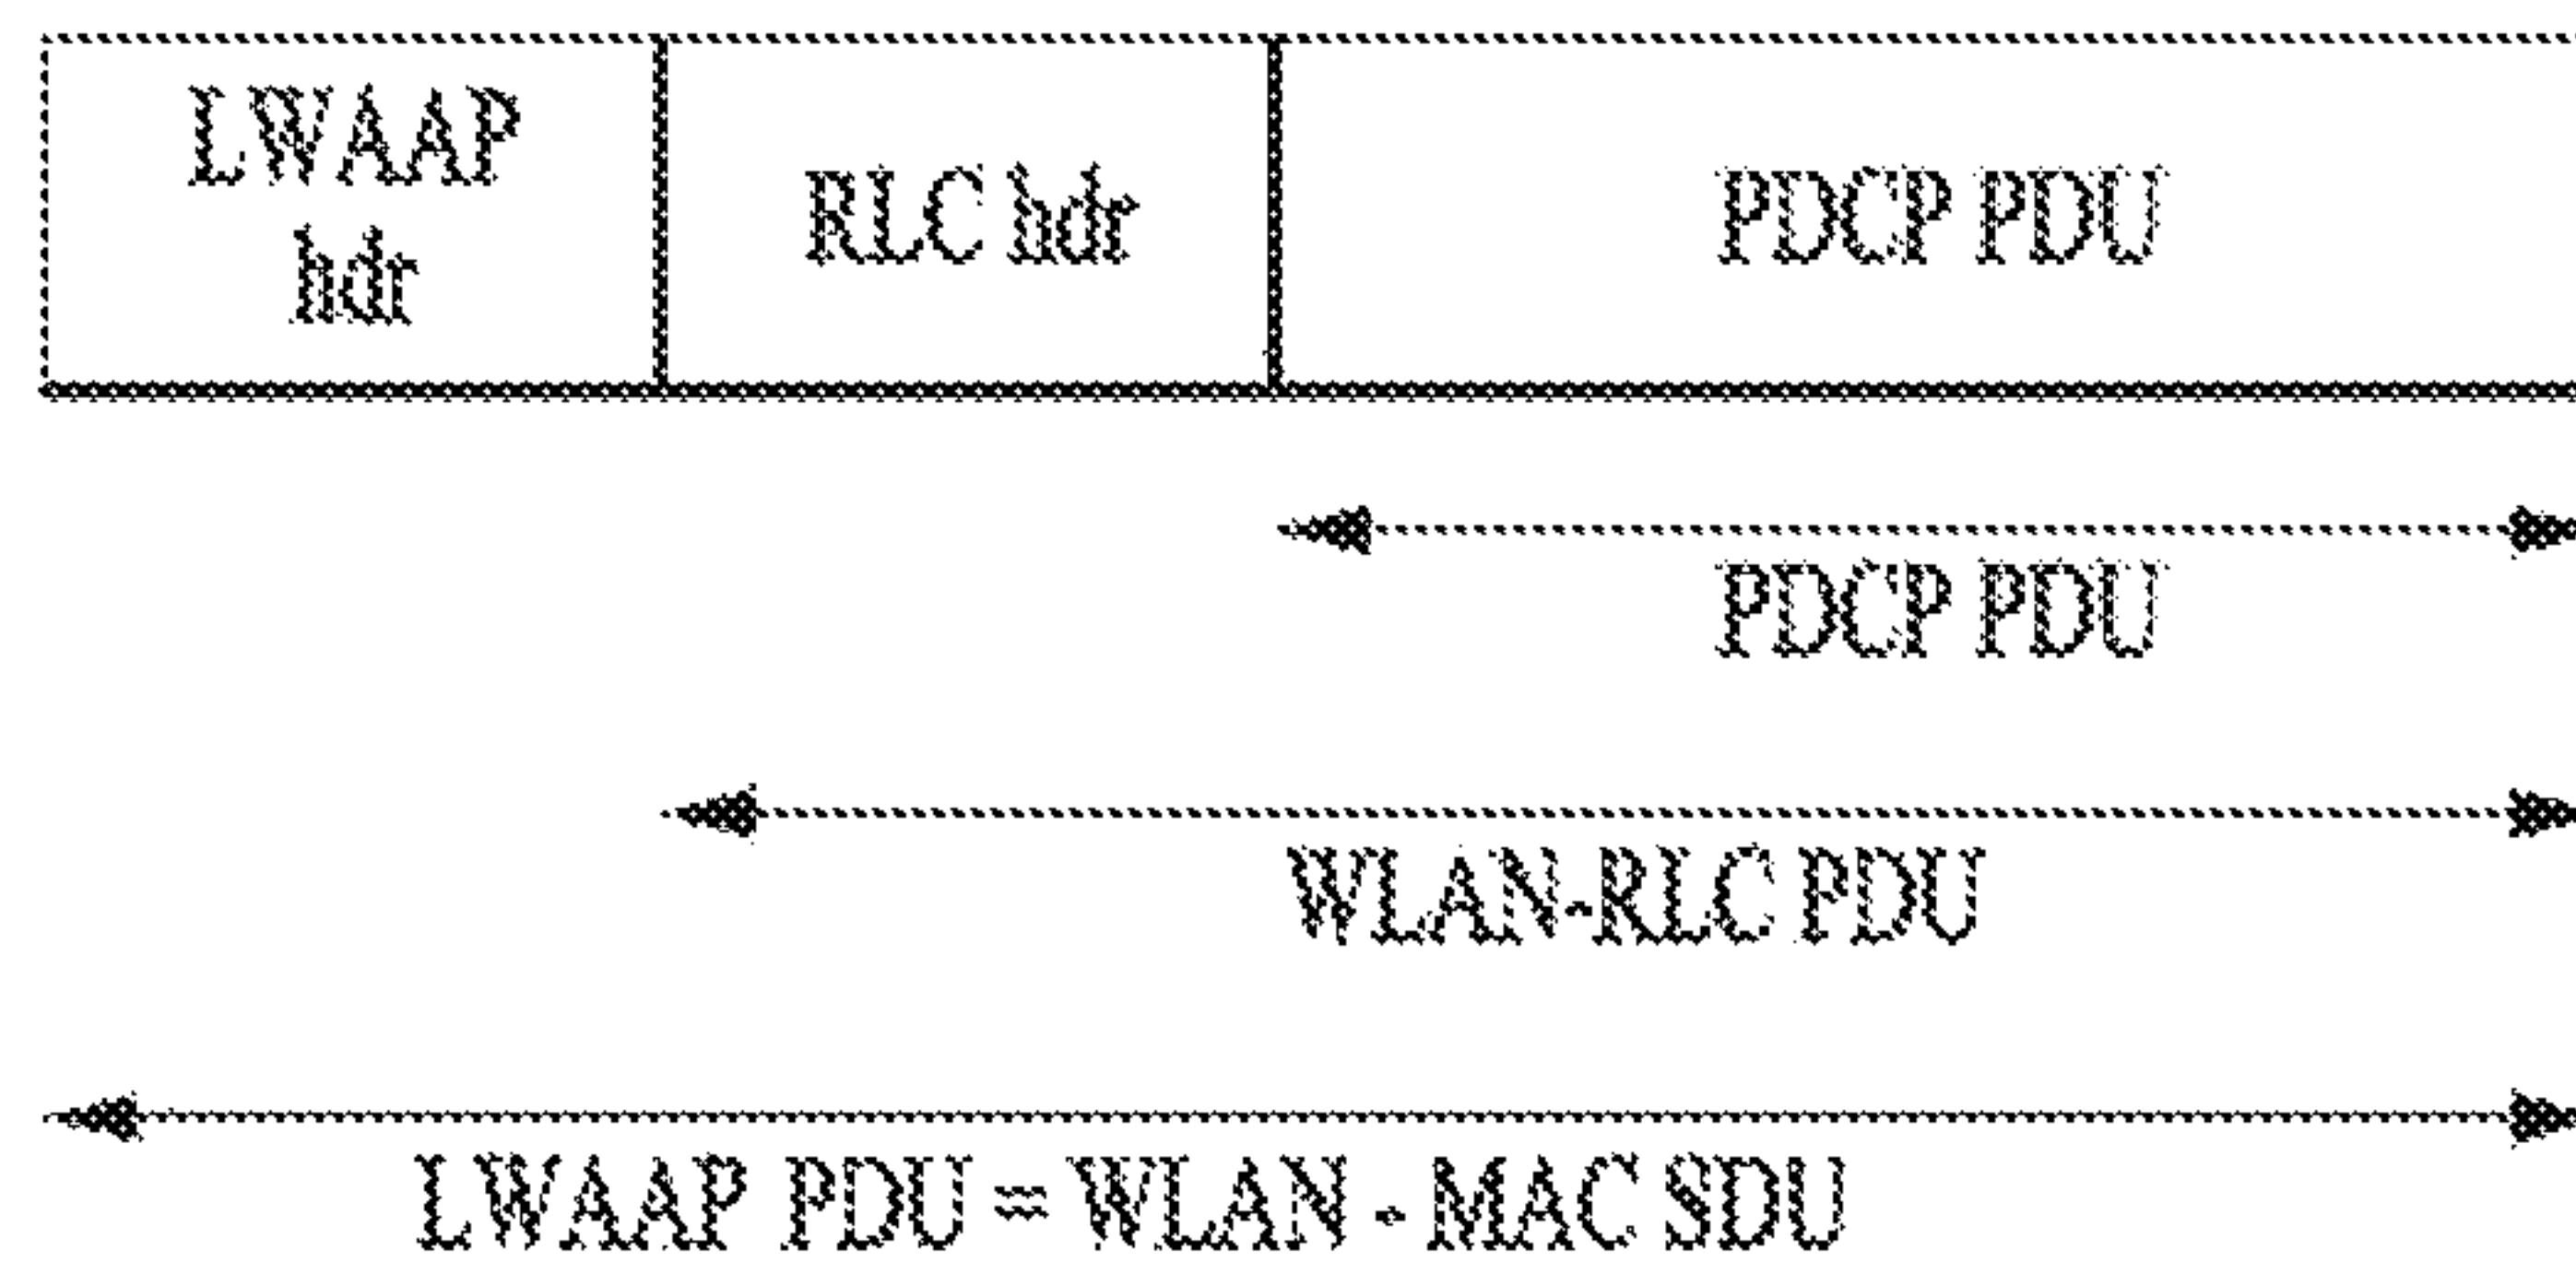 LWAAP
hdr
RLC hdr
PDCP PDU
PDCP PDU
WLAN-RLC PDU
LWAAP PDU = WLAN - MAC SDU